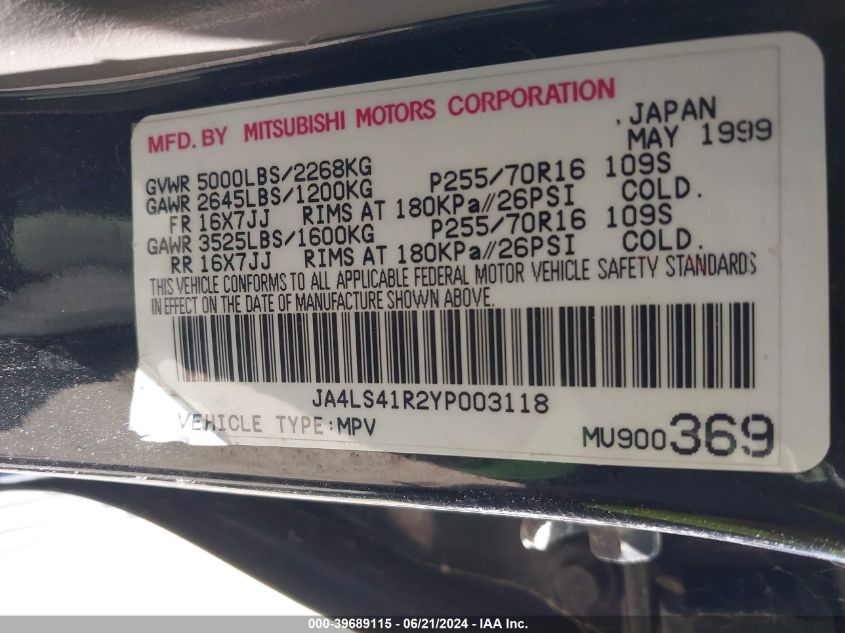 MFD. BY MITSUBISHI MOTORS CORPORATION
JAPAN
MAY 1999
GVWR 5000LBS/2268KG
GAWR 2645LBS/1200KG P255/70R16 109S
FR 16X7JJ RIMS AT 180KPa//26PSI COLD.
GAWR 3525LBS/1600KG P255/70R16 109S
RR 16X7JJ RIMS AT 180KPa//26PSI COLD.
THIS VEHICLE CONFORMS TO ALL APPLICABLE FEDERAL MOTOR VEHICLE SAFETY STANDARDS
IN EFFECT ON THE DATE OF MANUFACTURE SHOWN ABOVE.
JA4LS41R2YP003118
VEHICLE TYPE:MPV
MU900369
000-39689115 - 06/21/2024 - IAA Inc.